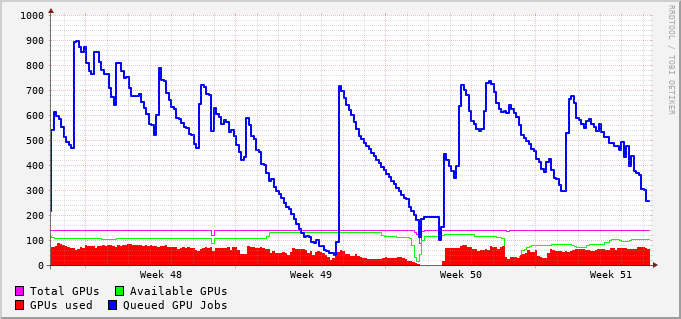 1000
900
800
700
600
500
400
300
200
100
0
Week 48 Week 49 Week 50 Week 51
RRDTOOL / TOBI OETIKER
Total GPUs Available GPUs
GPUs used Queued GPU Jobs